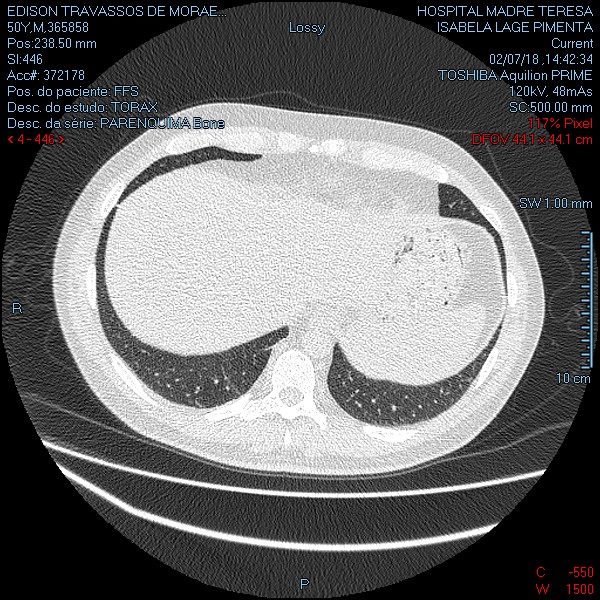 EDISON TRAVASSOS DE MORAE...
50Y,M,365858
Pos:238.50 mm
SI:446
Acc#: 372178
Pos. do paciente: FFS
Desc. do estudo: TORAX
Desc. da série: PARENQUIMA Bone
< 4 - 446 >
Lossy
HOSPITAL MADRE TERESA
ISABELA LAGE PIMENTA
Current
02/07/18 ,14:42:34
TOSHIBA Aquilion PRIME
120kV, 48mAs
SC:500.00 mm
117% Pixel
DFOV:44.1 x 44.1 cm
SW:1.00 mm
R
10 cm
P
C -550
W 1500